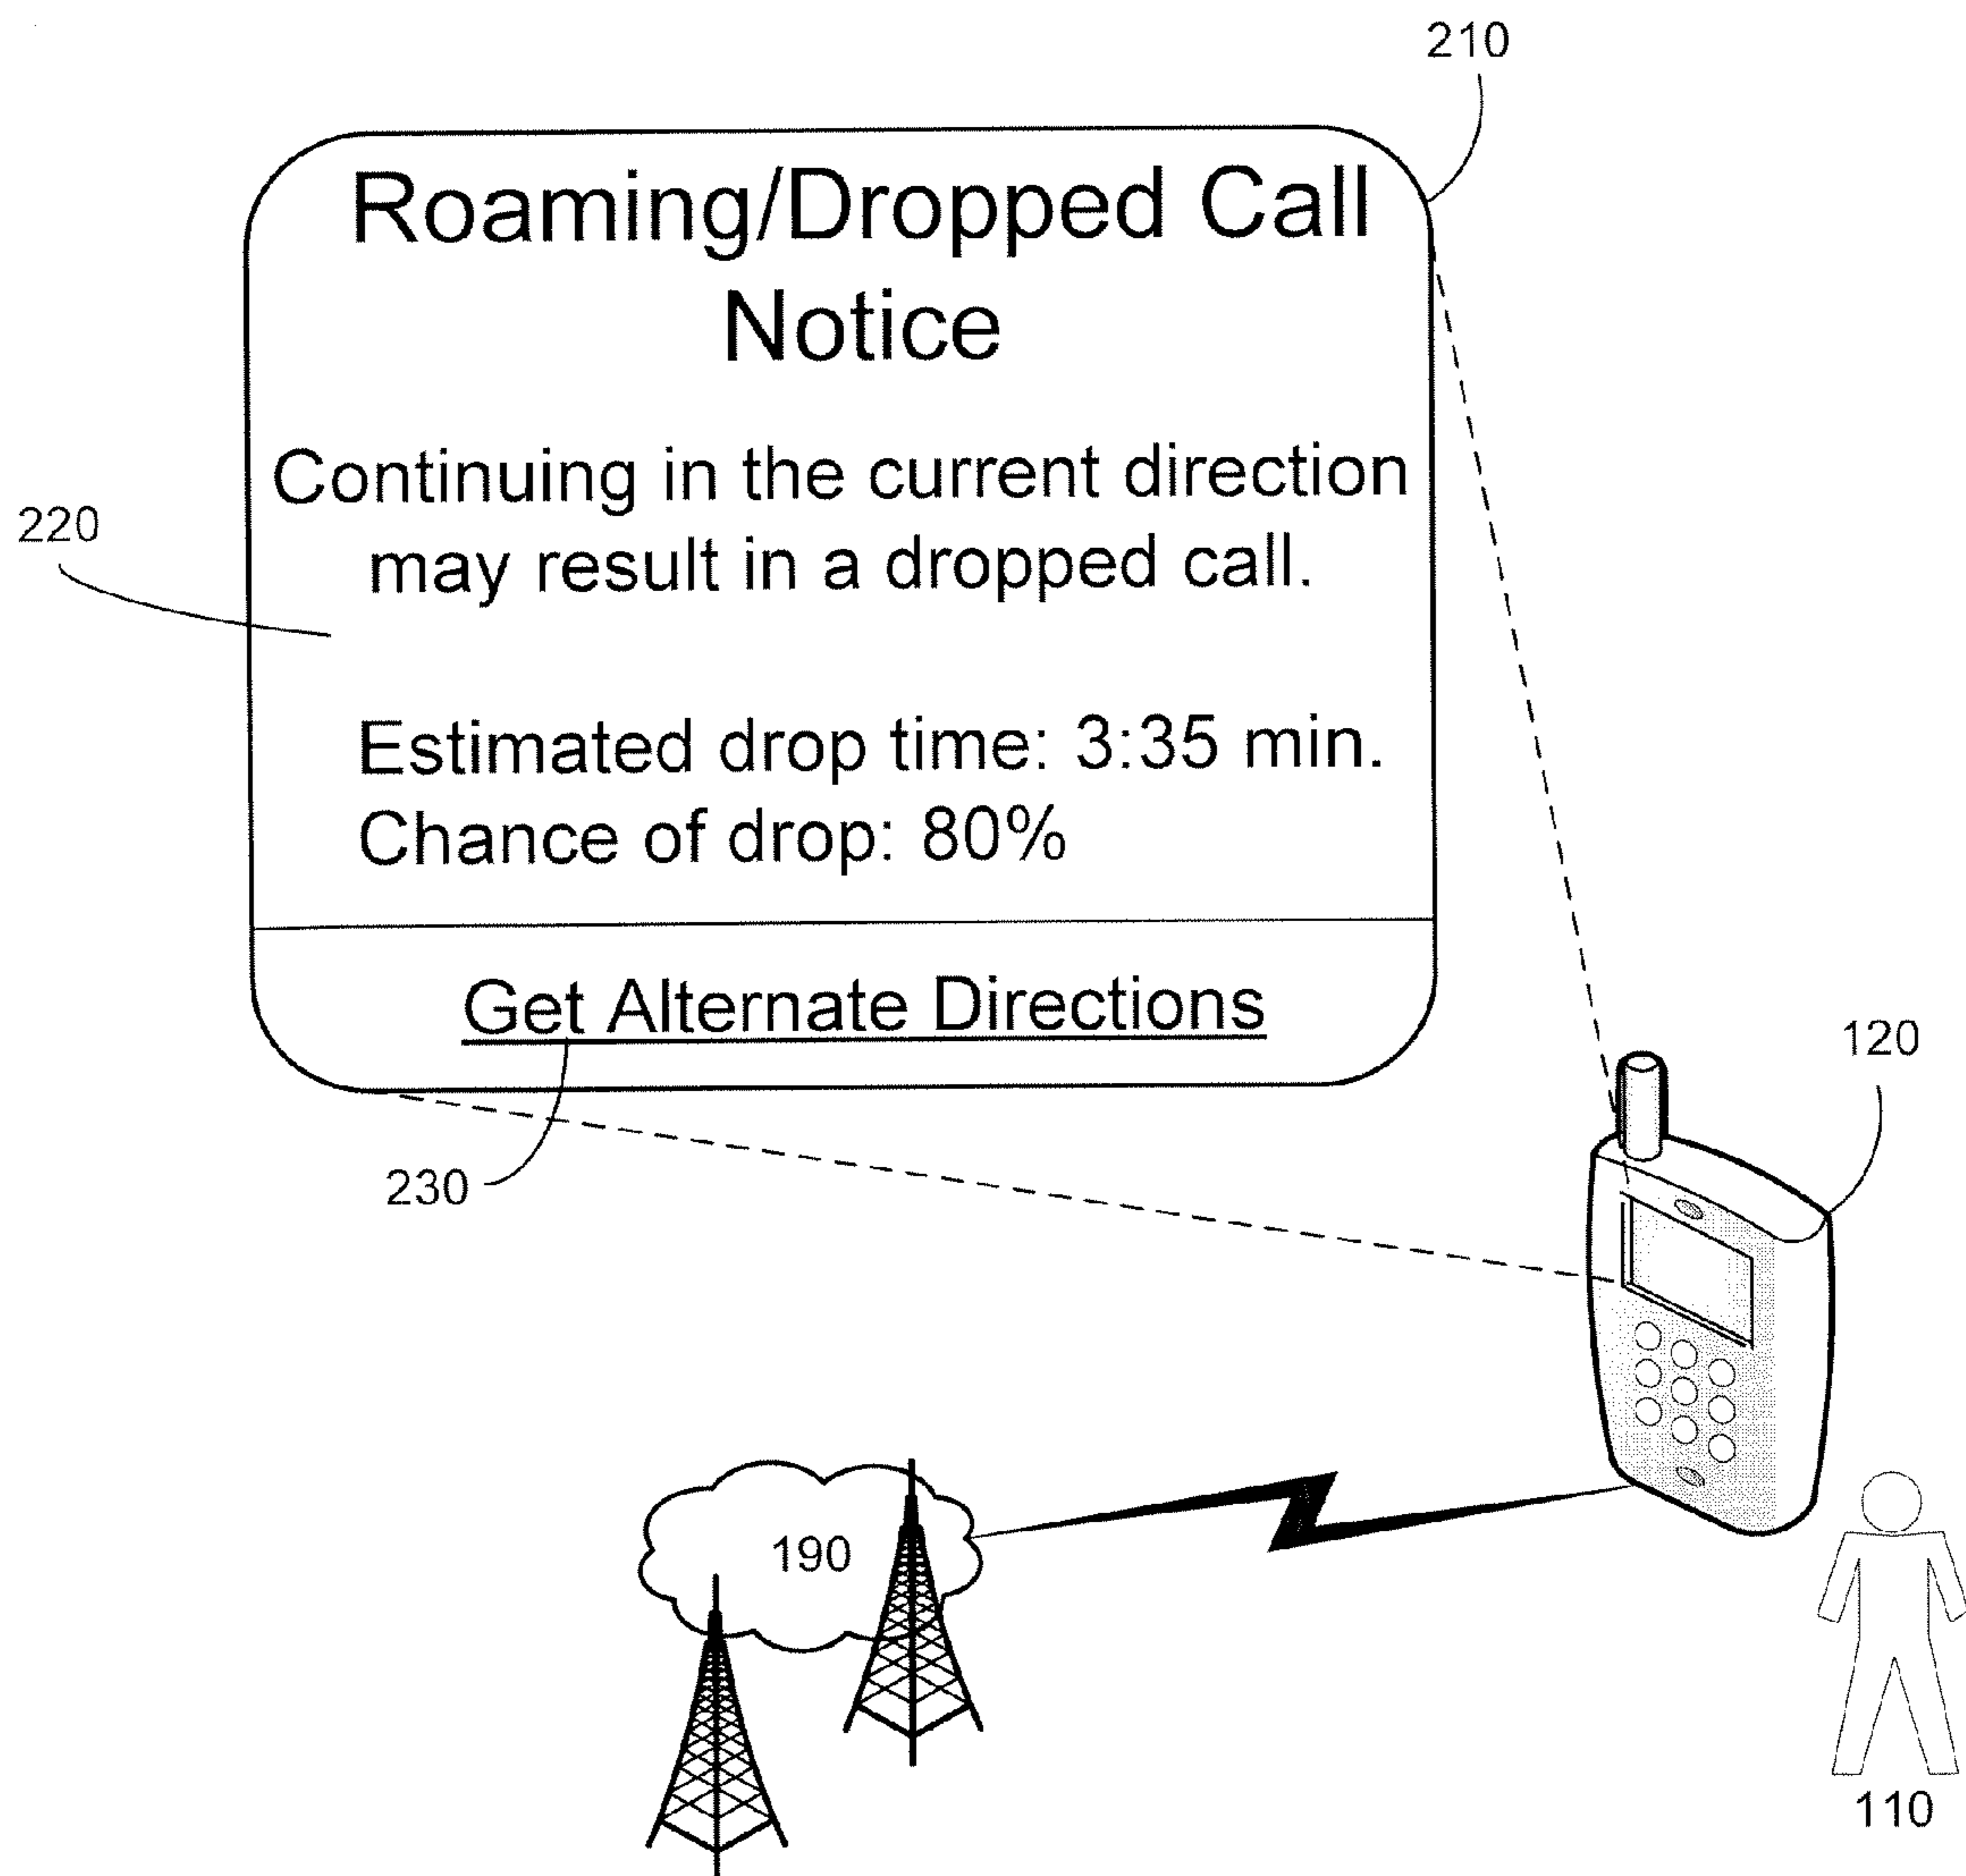 210
Roaming/Dropped Call
Notice
Continuing in the current direction
may result in a dropped call.
220
Estimated drop time: 3:35 min.
Chance of drop: 80%
Get Alternate Directions
120
230
190
110